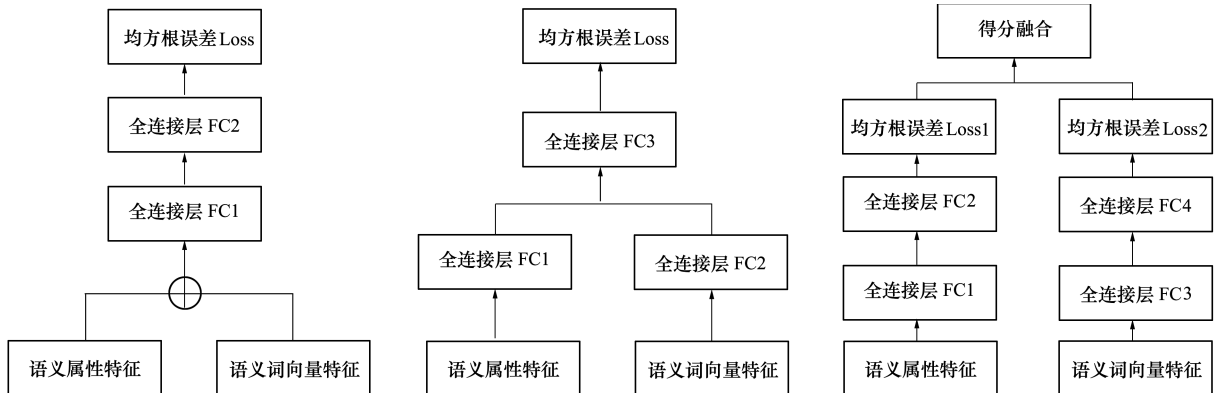 均方根误差Loss
全连接层 FC2
全连接层 FC1
语义属性特征
语义词向量特征
均方根误差Loss
全连接层 FC3
全连接层 FC1
全连接层 FC2
语义属性特征
语义词向量特征
得分融合
均方根误差Loss1
均方根误差Loss2
全连接层 FC2
全连接层 FC4
全连接层 FC1
全连接层 FC3
语义属性特征
语义词向量特征